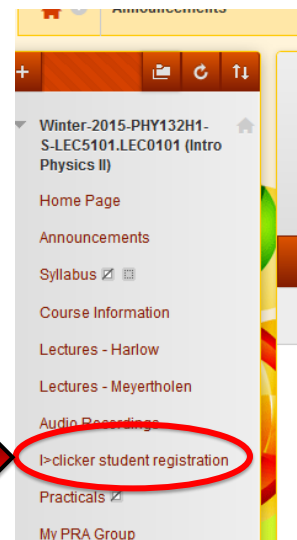 Announcements
Winter-2015-PHY132H1-
S-LEC5101.LEC0101 (Intro
Physics II)
Home Page
Announcements
Syllabus
Course Information
Lectures - Harlow
Lectures - Meyertholen
Audio Recordings
I>clicker student registration
Practicals
My PRA Group